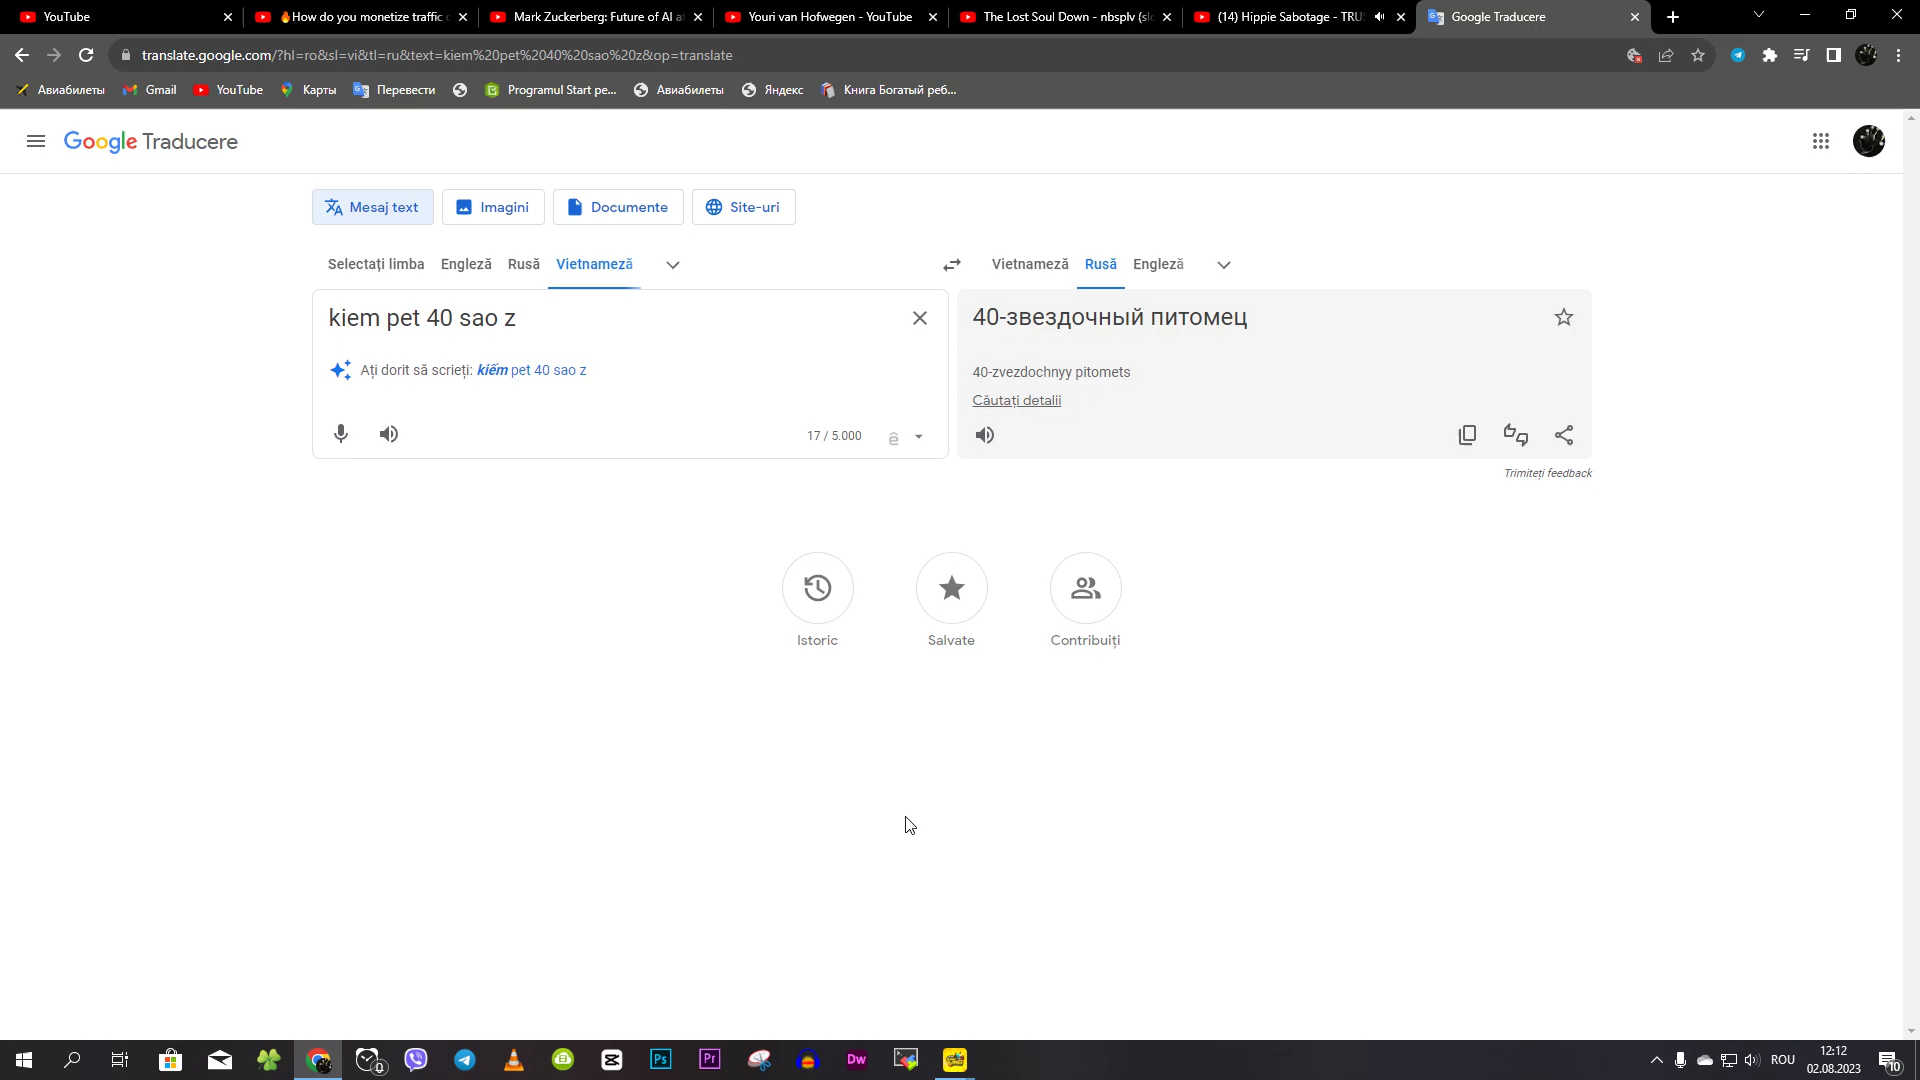 YouTube
🔥How do you monetize traffic
Mark Zuckerberg: Future of AI a
Youri van Hofwegen - YouTube
The Lost Soul Down - nbsplv (slo
(14) Hippie Sabotage - TRUS
Google Traducere
translate.google.com/?hl=ro&sl=vi&tl=ru&text=kiem%20pet%2040%20sao%20z&op=translate
Авиабилеты
Gmail
YouTube
Карты
Перевести
Programul Start pe...
Авиабилеты
Яндекс
Книга Богатый реб...
Google Traducere
Mesaj text
Imagini
Documente
Site-uri
Selectați limba
Engleză
Rusă
Vietnameză
Vietnameză
Rusă
Engleză
kiem pet 40 sao z
40-звездочный питомец
Ați dorit să scrieți: kiếm pet 40 sao z
40-zvezdochnyy pitomets
Căutați detalii
17 / 5.000
Trimiteți feedback
Istoric
Salvate
Contribuiți
Ps
Pr
Dw
ROU
12:12
02.08.2023
10